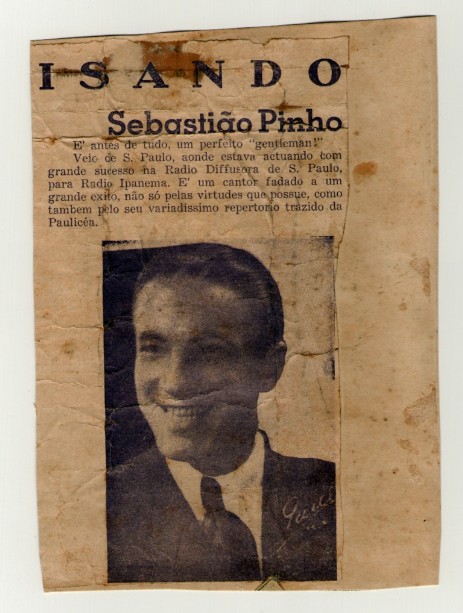 ISANDO
Sebastião Pinho
E' antes de tudo, um perfeito "gentleman!"
Veio de S. Paulo, aonde estava actuando com
grande sucesso na Radio Diffusora de S. Paulo,
para Radio Ipanema. E' um cantor fadado a um
grande exito, não só pelas virtudes que possue, como
tambem pelo seu variadissimo repertorio trazido da
Paulicéa.